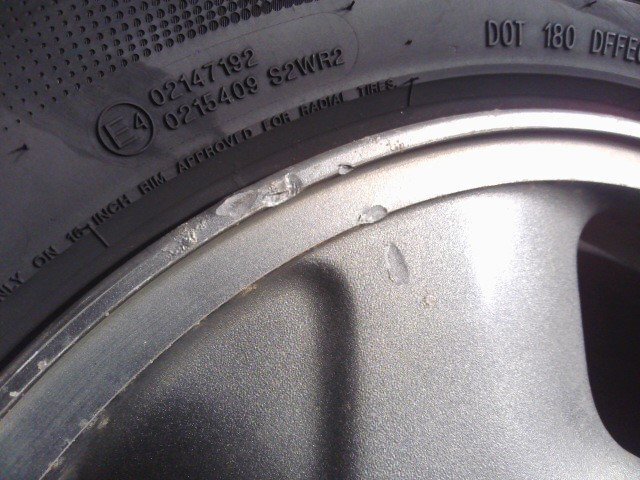 E4
02147192
0215409 S2WR2
DOT 180 DFFE
ONLY ON 16-INCH RIM APPROVED FOR RADIAL TIRES